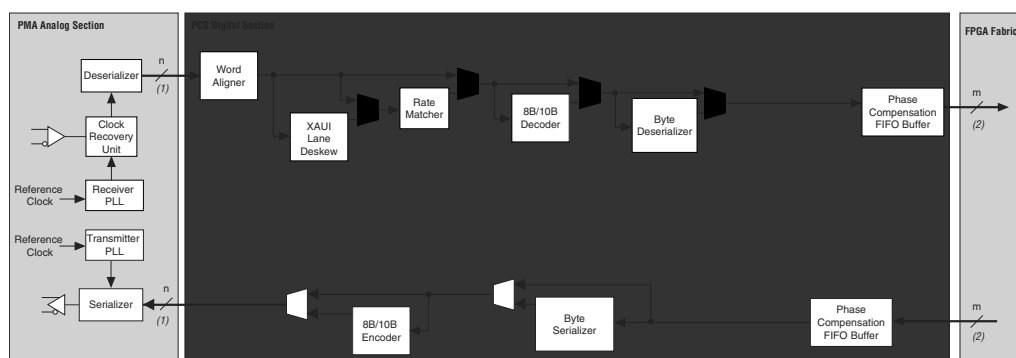 PMA Analog Section
PCS Digital Section
FPGA Fabric
Deserializer
n
(1)
Word
Aligner
Clock
Recovery
Unit
XAUI
Lane
Deskew
Rate
Matcher
8B/10B
Decoder
Byte
Deserializer
Phase
Compensation
FIFO Buffer
m
(2)
Reference
Clock
Receiver
PLL
Reference
Clock
Transmitter
PLL
Serializer
n
(1)
8B/10B
Encoder
Byte
Serializer
Phase
Compensation
FIFO Buffer
m
(2)